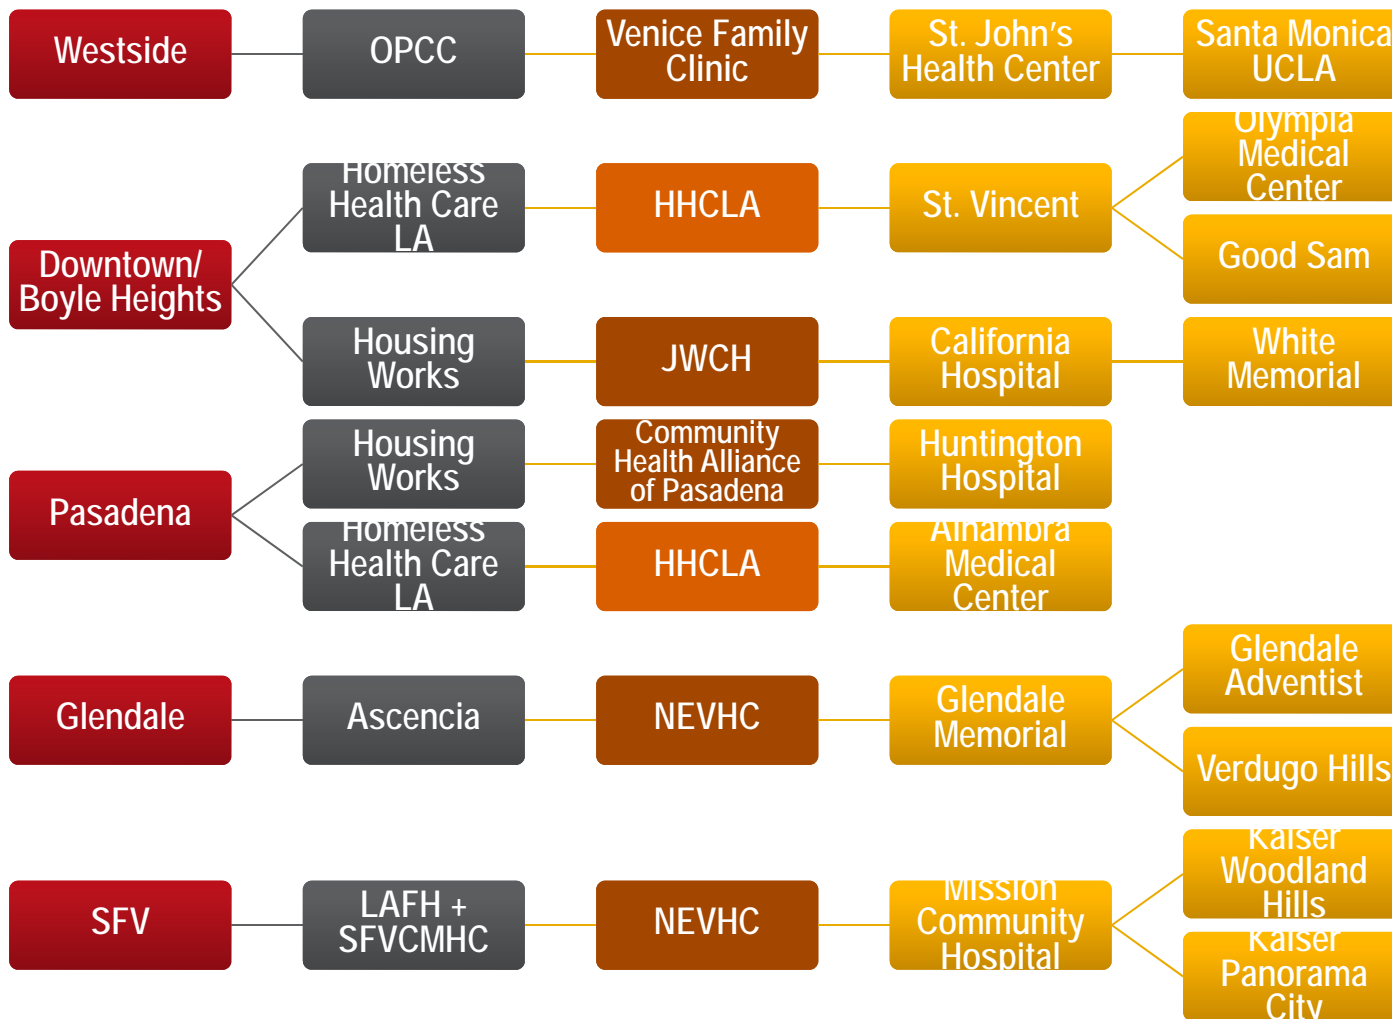 Westside
OPCC
Venice Family
Clinic
St. John's
Health Center
Santa Monica
UCLA
Downtown/
Boyle Heights
Homeless
Health Care
LA
HHCLA
St. Vincent
Olympia
Medical
Center
Good Sam
Housing
Works
JWCH
California
Hospital
White
Memorial
Pasadena
Housing
Works
Community
Health Alliance
of Pasadena
Huntington
Hospital
Homeless
Health Care
LA
HHCLA
Alhambra
Medical
Center
Glendale
Ascencia
NEVHC
Glendale
Memorial
Glendale
Adventist
Verdugo Hills
SFV
LAFH +
SFVCMHC
NEVHC
Mission
Community
Hospital
Kaiser
Woodland
Hills
Kaiser
Panorama
City